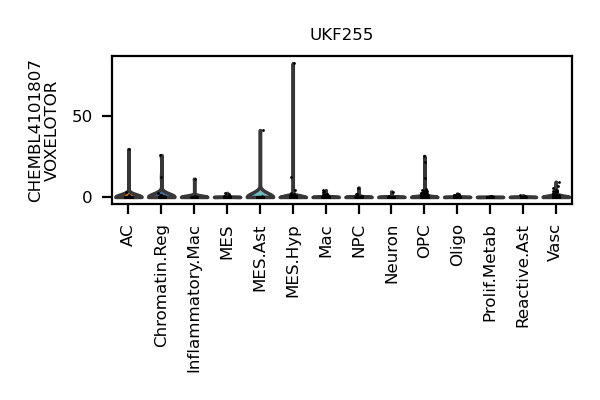 UKF255
CHEMBL4101807
VOXELOTOR
50
0
AC
Chromatin.Reg
Inflammatory.Mac
MES
MES.Ast
MES.Hyp
Mac
NPC
Neuron
OPC
Oligo
Prolif.Metab
Reactive.Ast
Vasc